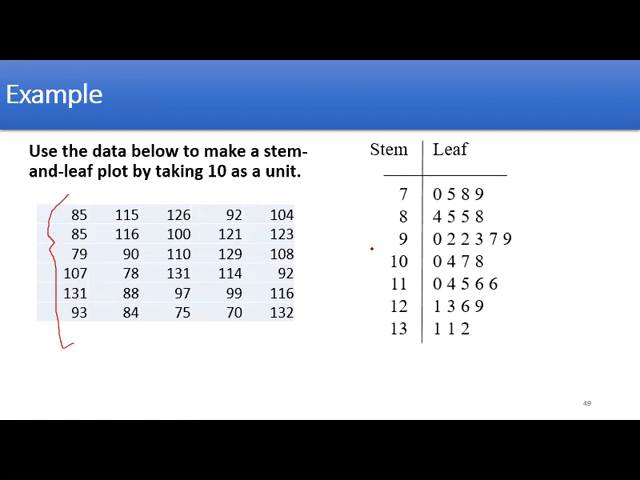 Example
Use the data below to make a stem-
and-leaf plot by taking 10 as a unit.
85 115 126 92 104
85 116 100 121 123
79 90 110 129 108
107 78 131 114 92
131 88 97 99 116
93 84 75 70 132
Stem Leaf
7 0 5 8 9
8 4 5 5 8
9 0 2 2 3 7 9
10 0 4 7 8
11 0 4 5 6 6
12 1 3 6 9
13 1 1 2
49